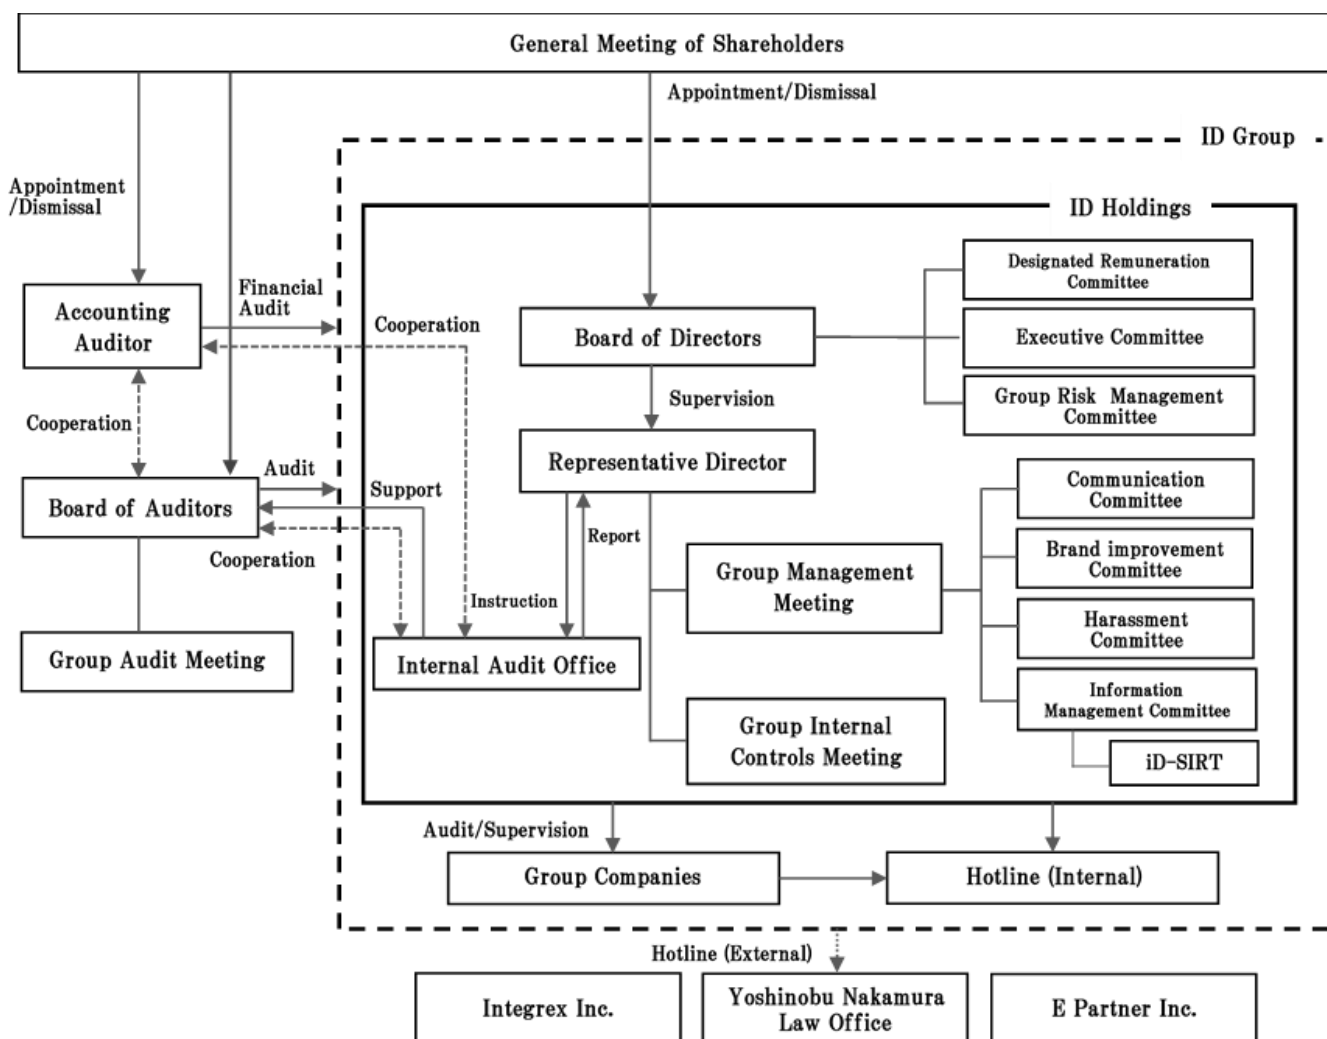 General Meeting of Shareholders
Appointment/Dismissal
ID Group
Appointment
/Dismissal
ID Holdings
Designated Remuneration
Committee
Financial
Audit
Accounting
Auditor
Cooperation
Board of Directors
Executive Committee
Group Risk Management
Committee
Supervision
Cooperation
Representative Director
Audit
Support
Communication
Committee
Board of Auditors
Report
Cooperation
Brand improvement
Committee
Group Management
Meeting
Instruction
Harassment
Committee
Group Audit Meeting
Internal Audit Office
Information
Management Committee
Group Internal
Controls Meeting
iD-SIRT
Audit/Supervision
Group Companies
Hotline (Internal)
Hotline (External)
Integrex Inc.
Yoshinobu Nakamura
Law Office
E Partner Inc.